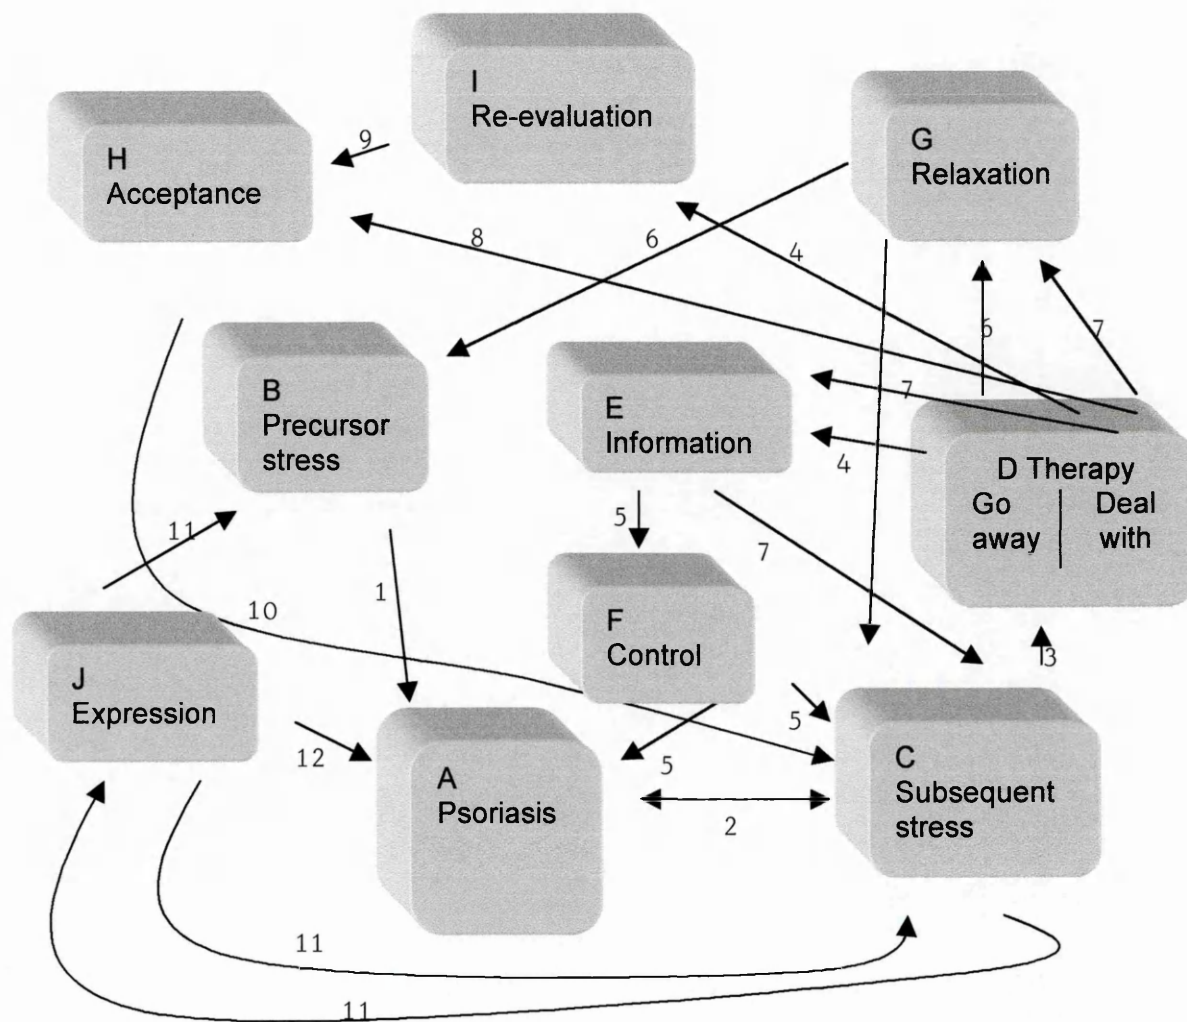 I
Re-evaluation
G
Relaxation
H
Acceptance
9
8
6
4
6
7
B
Precursor
stress
E
Information
7
4
D Therapy
Go
away
Deal
with
11
5
7
1
10
F
Control
3
J
Expression
12
5
5
A
Psoriasis
2
C
Subsequent
stress
11
11